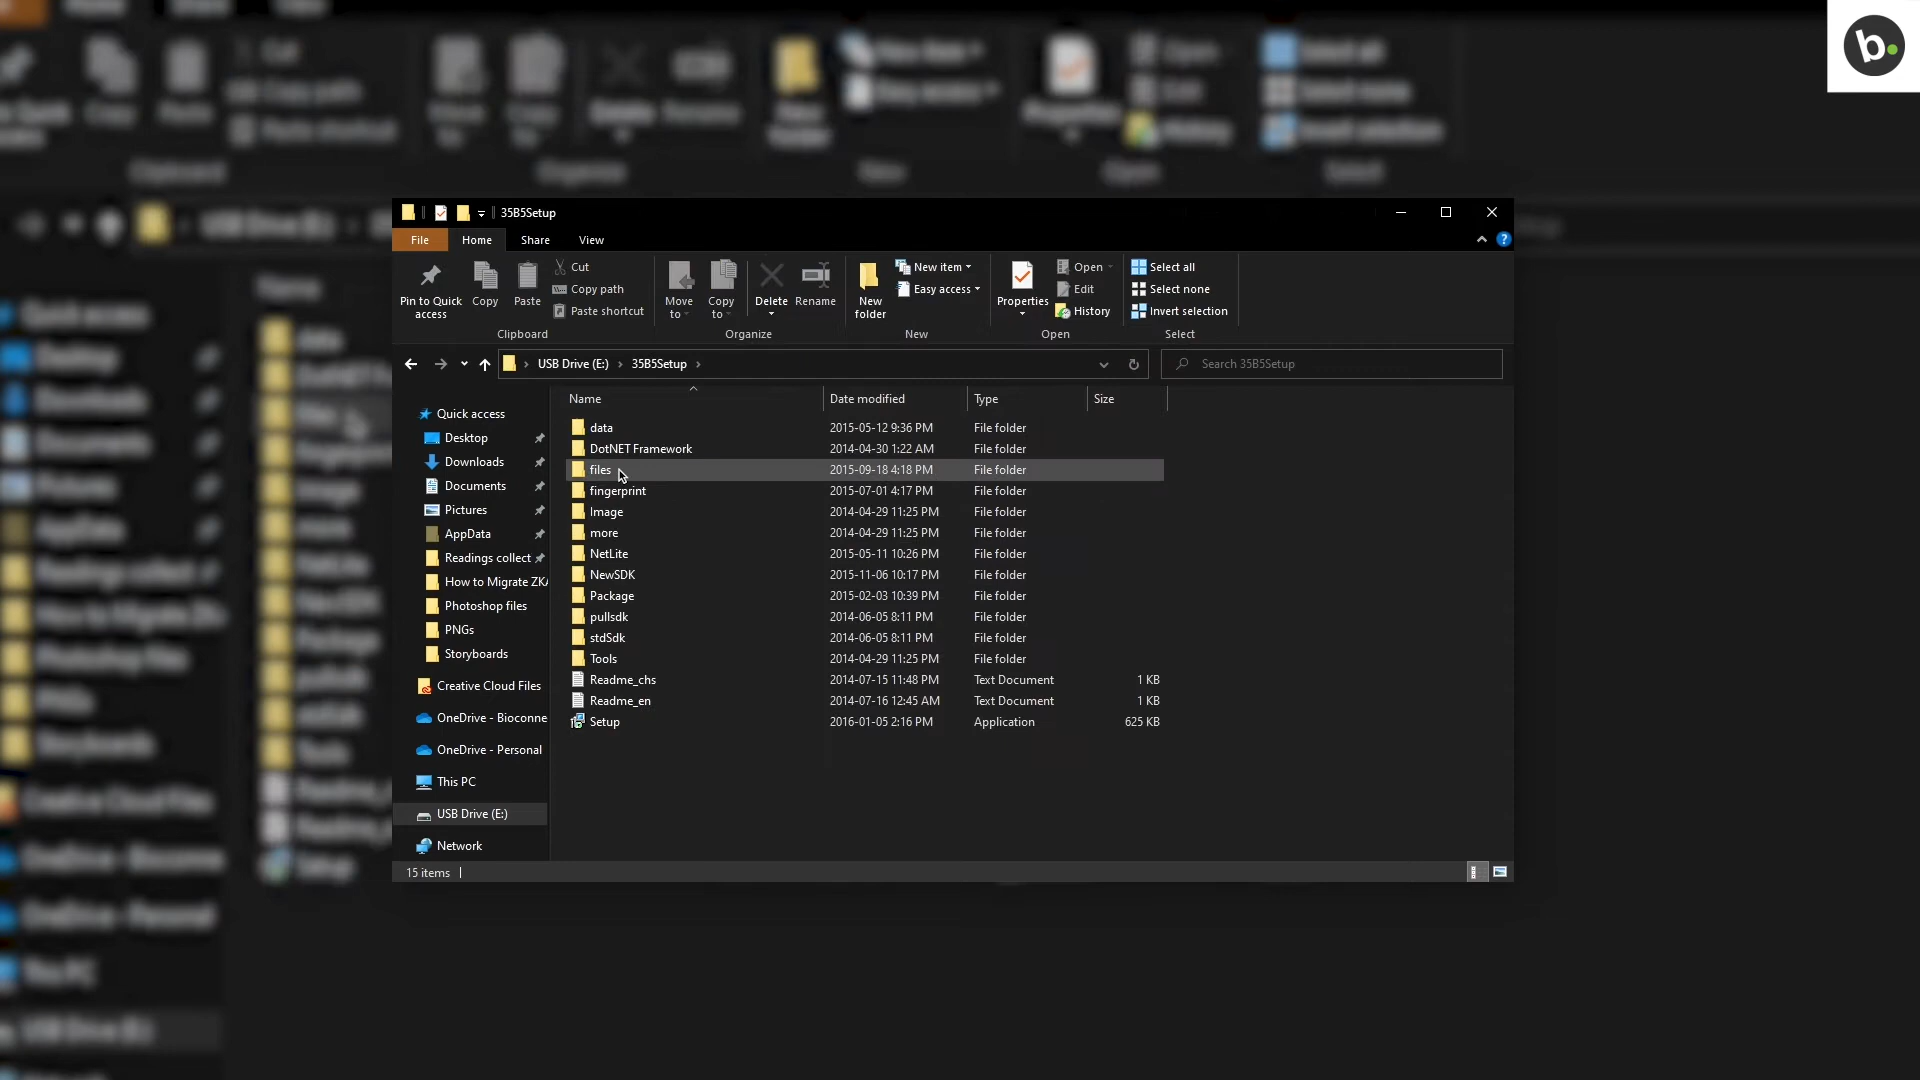 b.
35B5Setup
File Home Share View
Pin to Quick access
Copy
Paste
Cut
Copy path
Paste shortcut
Clipboard
Move to
Copy to
Delete
Rename
Organize
New folder
New item
Easy access
New
Properties
Open
Edit
History
Open
Select all
Select none
Invert selection
Select
USB Drive (E:) › 35B5Setup ›
Search 35B5Setup
Quick access
Desktop
Downloads
Documents
Pictures
AppData
Readings collect
How to Migrate ZKA
Photoshop files
PNGs
Storyboards
Creative Cloud Files
OneDrive - Bioconne
OneDrive - Personal
This PC
USB Drive (E:)
Network
Name Date modified Type Size
data 2015-05-12 9:36 PM File folder
DotNET Framework 2014-04-30 1:22 AM File folder
files 2015-09-18 4:18 PM File folder
fingerprint 2015-07-01 4:17 PM File folder
Image 2014-04-29 11:25 PM File folder
more 2014-04-29 11:25 PM File folder
NetLite 2015-05-11 10:26 PM File folder
NewSDK 2015-11-06 10:17 PM File folder
Package 2015-02-03 10:39 PM File folder
pullsdk 2014-06-05 8:11 PM File folder
stdSdk 2014-06-05 8:11 PM File folder
Tools 2014-04-29 11:25 PM File folder
Readme_chs 2014-07-15 11:48 PM Text Document 1 KB
Readme_en 2014-07-16 12:45 AM Text Document 1 KB
Setup 2016-01-05 2:16 PM Application 625 KB
15 items